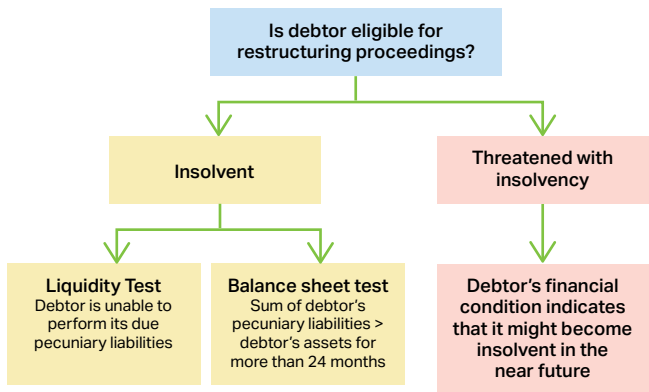 Is debtor eligible for
restructuring proceedings?
Insolvent
Threatened with
insolvency
Liquidity Test
Debtor is unable to
perform its due
pecuniary liabilities
Balance sheet test
Sum of debtor’s
pecuniary liabilities >
debtor’s assets for
more than 24 months
Debtor’s financial
condition indicates
that it might become
insolvent in the
near future